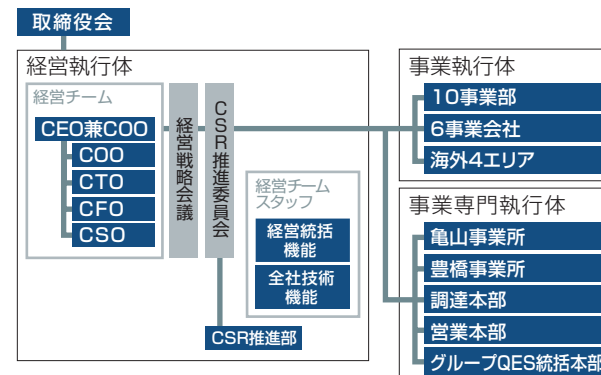 取締役会
経営執行体
経営チーム
CEO兼COO
COO
CTO
CFO
CSO
経営戦略会議
CSR推進委員会
経営チーム
スタッフ
経営統括
機能
全社技術
機能
CSR推進部
事業執行体
10事業部
6事業会社
海外4エリア
事業専門執行体
亀山事業所
豊橋事業所
調達本部
営業本部
グループQES統括本部